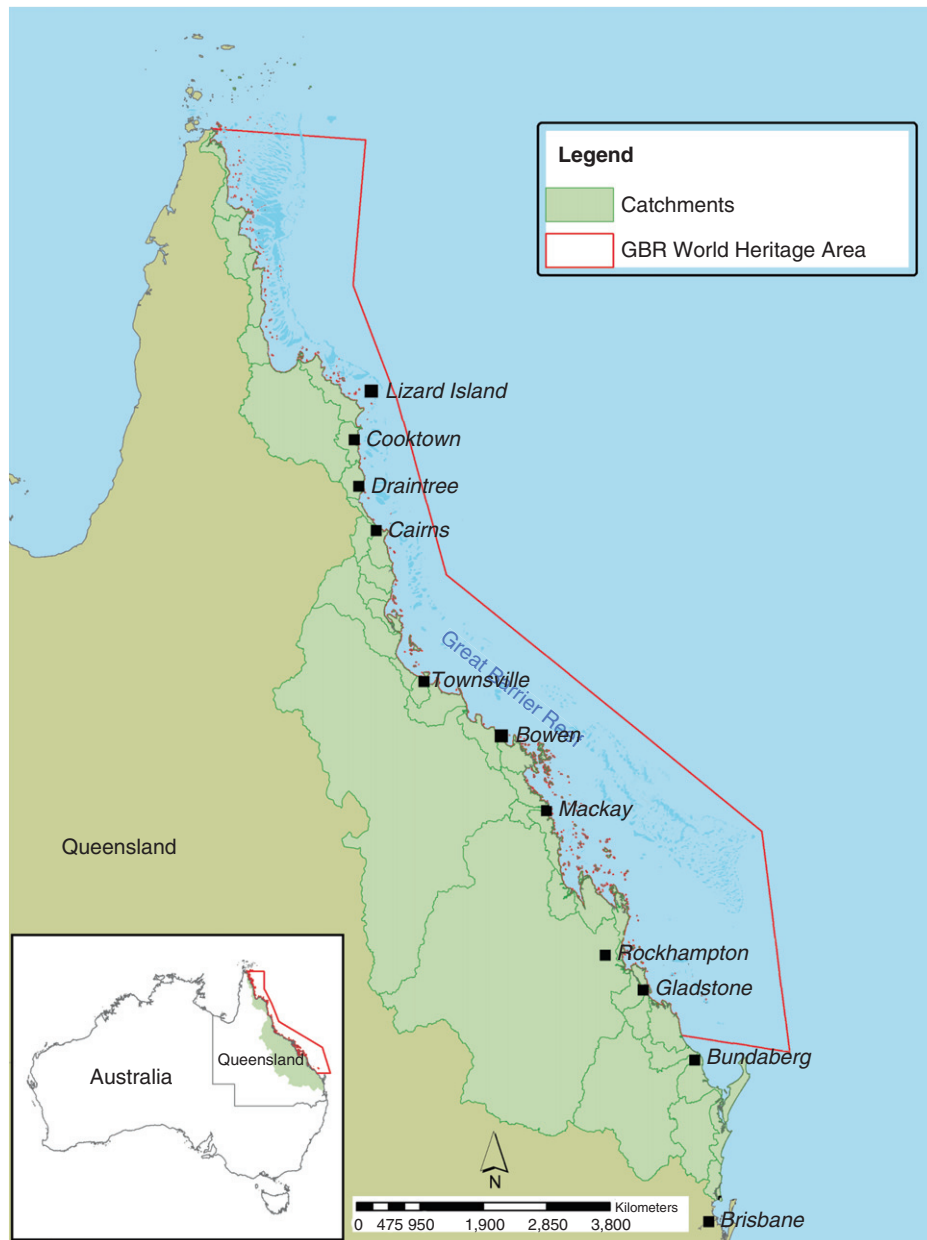 Legend
Catchments
GBR World Heritage Area
Lizard Island
Cooktown
Draintree
Cairns
Great Barrier Reef
Townsville
Bowen
Mackay
Queensland
Rockhampton
Gladstone
Bundaberg
Queensland
Australia
N
Kilometers
0 475 950 1,900 2,850 3,800
Brisbane